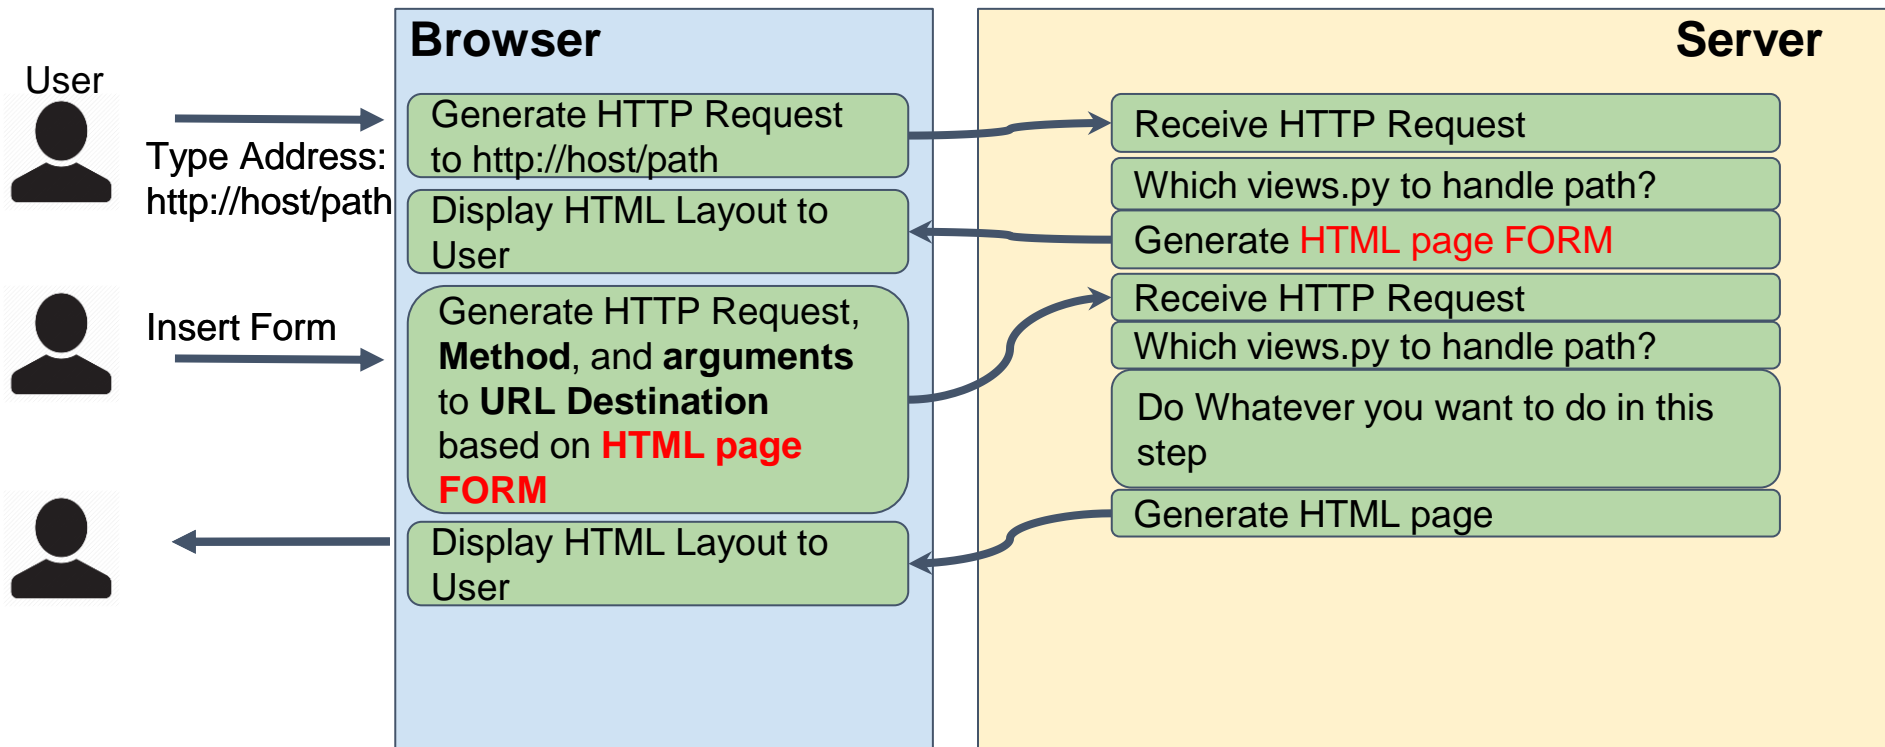 User
Type Address:
http://host/path
Insert Form
Browser
Generate HTTP Request
to http://host/path
Display HTML Layout to
User
Generate HTTP Request,
Method, and arguments
to URL Destination
based on HTML page
FORM
Display HTML Layout to
User
Server
Receive HTTP Request
Which views.py to handle path?
Generate HTML page FORM
Receive HTTP Request
Which views.py to handle path?
Do Whatever you want to do in this
step
Generate HTML page